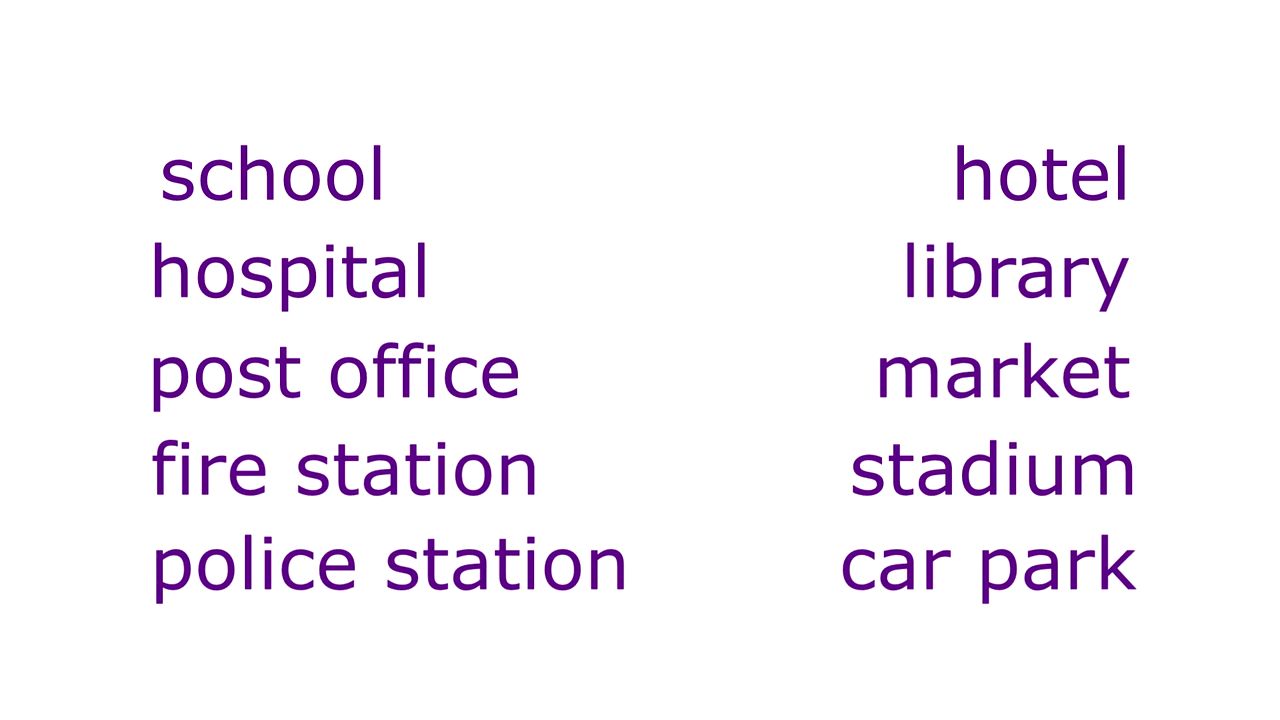 school
hospital
post office
fire station
police station
hotel
library
market
stadium
car park